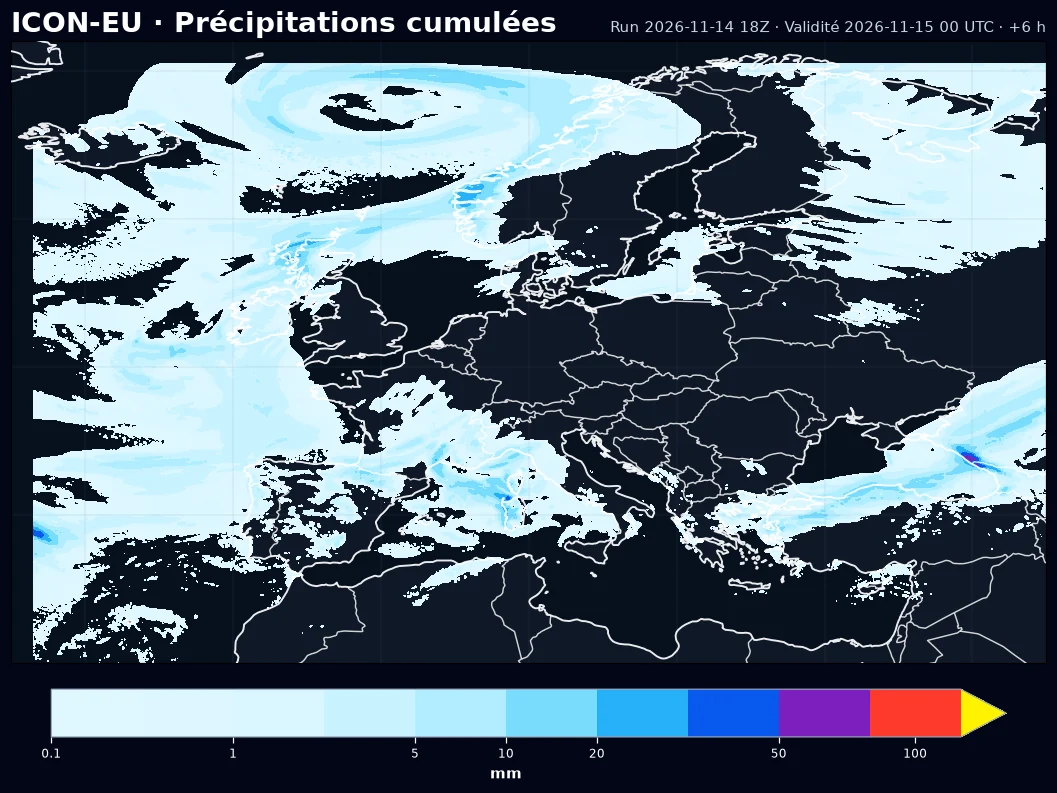 ICON-EU · Précipitations cumulées
Run 2026-11-14 18Z · Validité 2026-11-15 00 UTC · +6 h
0.1 1 5 10 20 50 100
mm